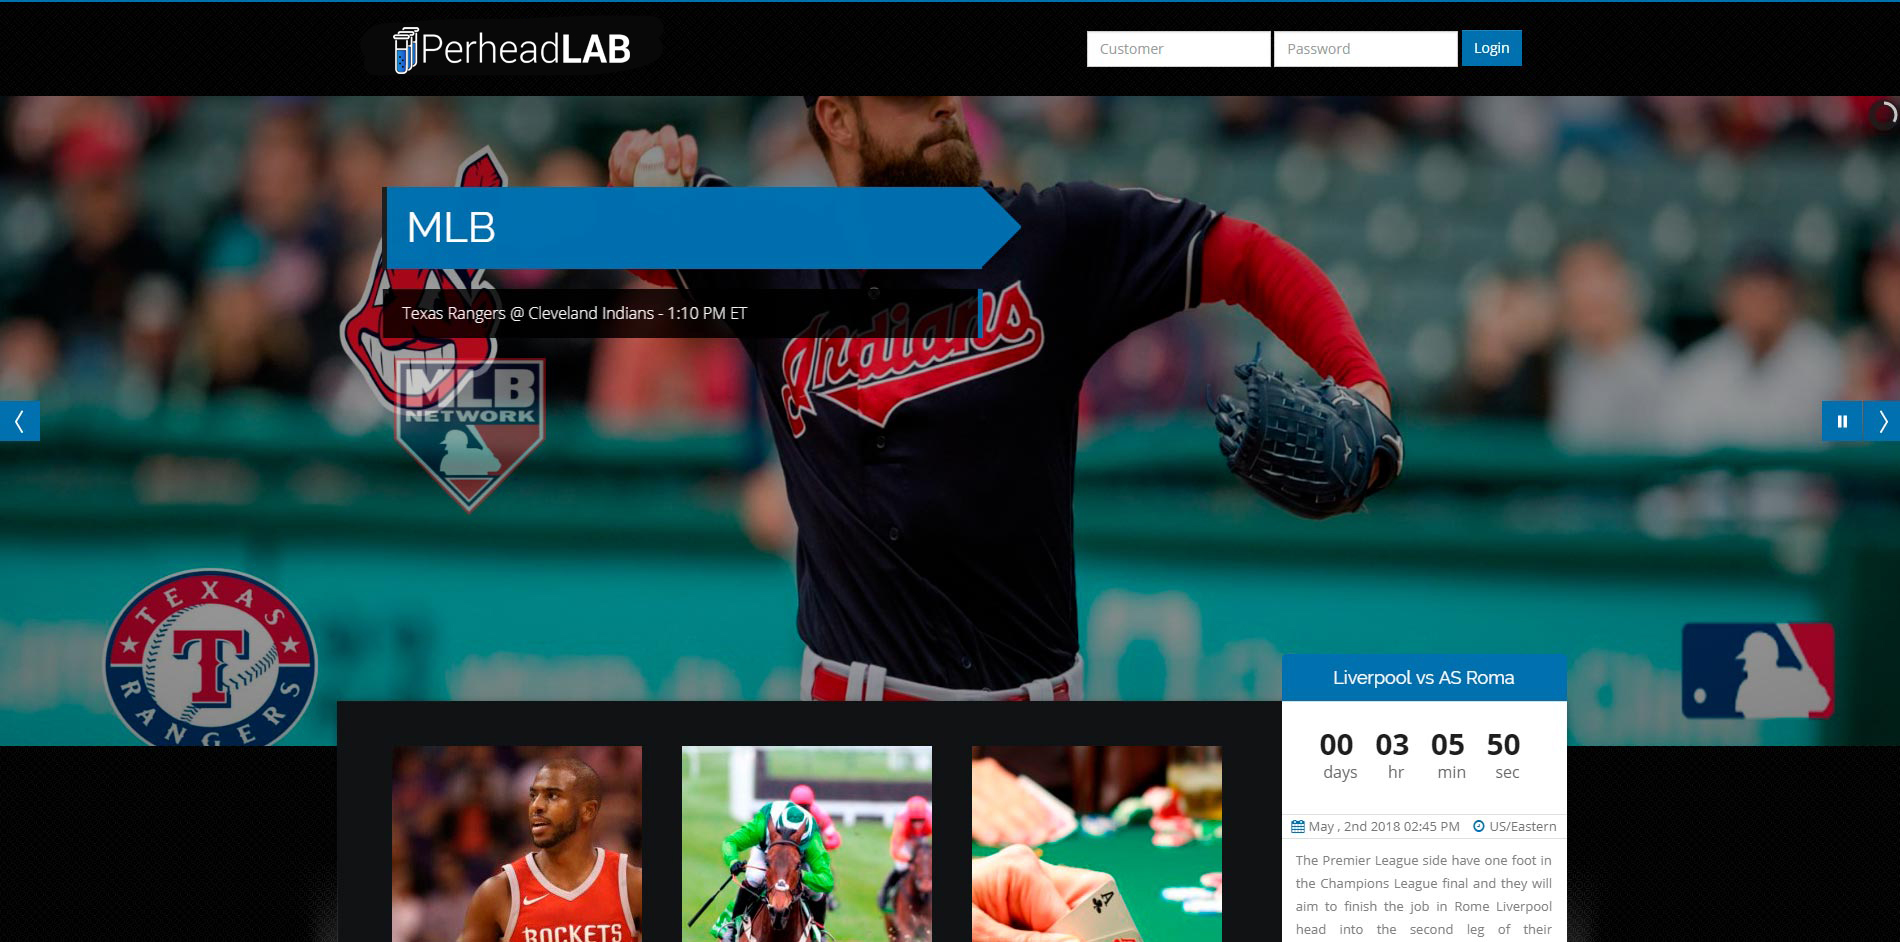 PerheadLAB
Customer
Password
Login
MLB
Texas Rangers @ Cleveland Indians - 1:10 PM ET
Indians
MLB
NETWORK
TEXAS
T
RANGERS
Liverpool vs AS Roma
00 03 05 50
days hr min sec
May , 2nd 2018 02:45 PM US/Eastern
The Premier League side have one foot in
the Champions League final and they will
aim to finish the job in Rome Liverpool
head into the second leg of their
ROCKETS
A